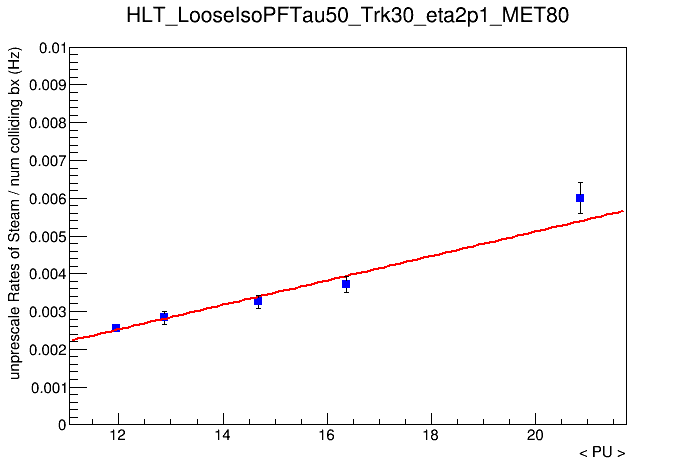 HLT_LooseIsoPFTau50_Trk30_eta2p1_MET80
unprescale Rates of Steam / num colliding bx (Hz)
0.01
0.009
0.008
0.007
0.006
0.005
0.004
0.003
0.002
0.001
0
12 14 16 18 20
< PU >